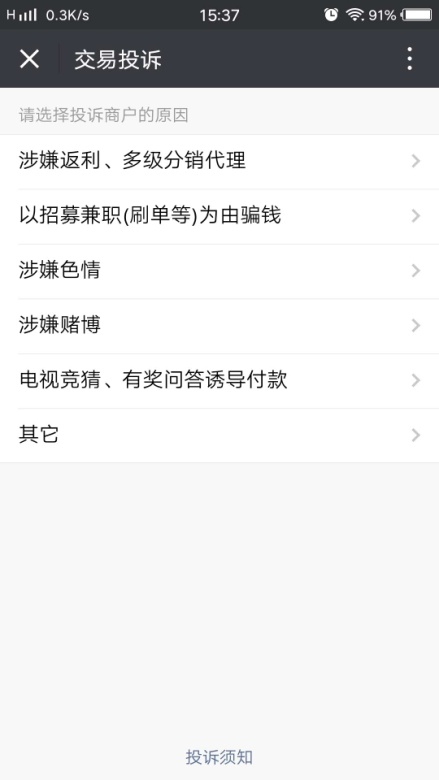 H 0.3K/s 15:37 91%
交易投诉
请选择投诉商户的原因
涉嫌返利、多级分销代理
以招募兼职(刷单等)为由骗钱
涉嫌色情
涉嫌赌博
电视竞猜、有奖问答诱导付款
其它
投诉须知